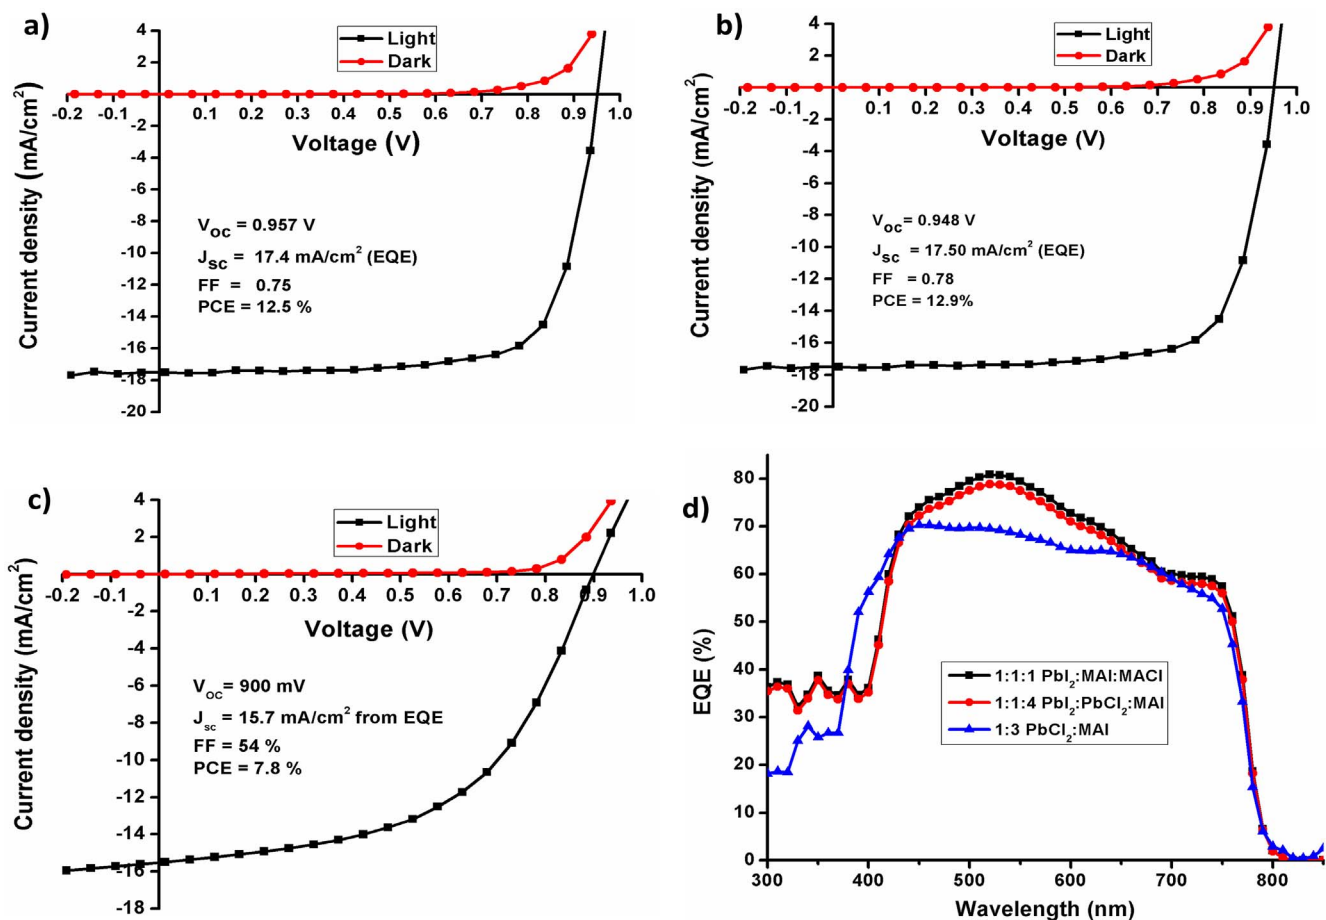 a)
4
2
0
-2
-4
-6
-8
-10
-12
-14
-16
-18
-20
-0.2 -0.1 0.1 0.2 0.3 0.4 0.5 0.6 0.7 0.8 0.9 1.0
Current density (mA/cm²)
Voltage (V)
Light
Dark
V_oc = 0.957 V
J_sc = 17.4 mA/cm² (EQE)
FF = 0.75
PCE = 12.5 %
b)
4
2
0
-2
-4
-6
-8
-10
-12
-14
-16
-18
-20
-0.2 -0.1 0.1 0.2 0.3 0.4 0.5 0.6 0.7 0.8 0.9 1.0
Current density (mA/cm²)
Voltage (V)
Light
Dark
V_oc = 0.948 V
J_sc = 17.50 mA/cm² (EQE)
FF = 0.78
PCE = 12.9%
c)
4
2
0
-2
-4
-6
-8
-10
-12
-14
-16
-18
-0.2 -0.1 0.1 0.2 0.3 0.4 0.5 0.6 0.7 0.8 0.9 1.0
Current density (mA/cm²)
Voltage (V)
Light
Dark
V_oc = 900 mV
J_sc = 15.7 mA/cm² from EQE
FF = 54 %
PCE = 7.8 %
d)
80
70
60
50
40
30
20
10
0
300 400 500 600 700 800
EQE (%)
Wavelength (nm)
1:1:1 PbI₂:MAI:MACl
1:1:4 PbI₂:PbCl₂:MAI
1:3 PbCl₂:MAI